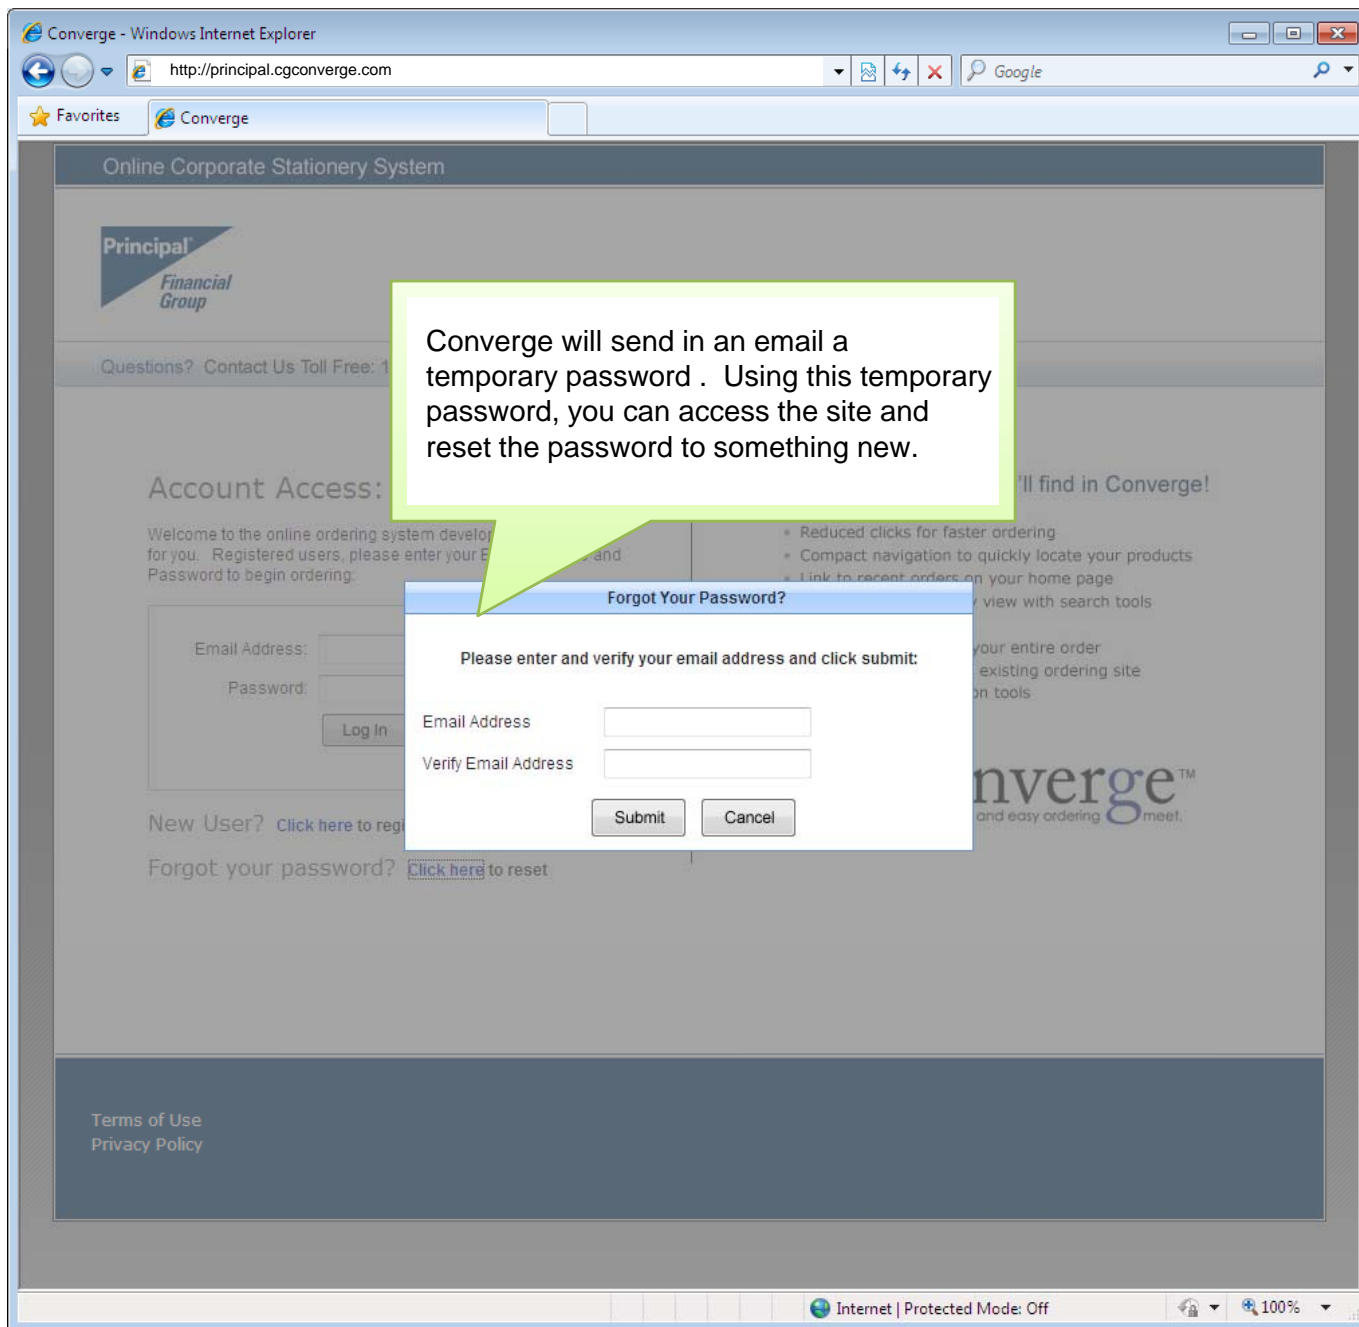 Converge - Windows Internet Explorer
http://principal.cgconverge.com
Google
Favorites
Converge
Online Corporate Stationery System
Principal
Financial
Group
Questions? Contact Us Toll Free: 1
Converge will send in an email a
temporary password . Using this temporary
password, you can access the site and
reset the password to something new.
Account Access:
Welcome to the online ordering system
for you. Registered users, please enter your and
Password to begin ordering:
Email Address:
Password:
Log In
New User? Click here to
Forgot your password? Click here to reset
'll find in Converge!
Reduced clicks for faster ordering
Compact navigation to quickly locate your products
Link to recent orders on your home page
view with search tools
your entire order
existing ordering site
tools
nverge™
and easy ordering meet.
Forgot Your Password?
Please enter and verify your email address and click submit:
Email Address
Verify Email Address
Submit
Cancel
Terms of Use
Privacy Policy
Internet | Protected Mode: Off
100%